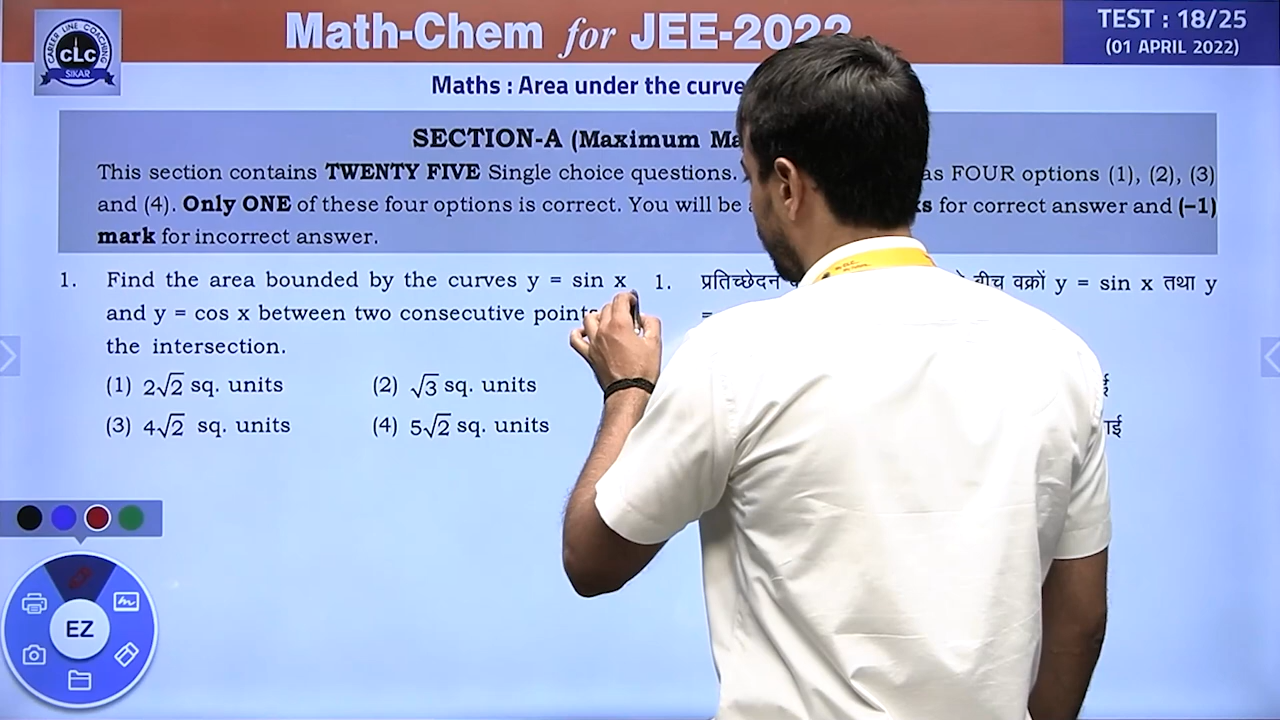 CAREER LINE COACHING
CLC
SIKAR
Math-Chem for JEE-2022
TEST : 18/25
(01 APRIL 2022)
Maths : Area under the curve
SECTION-A (Maximum Ma
This section contains TWENTY FIVE Single choice questions. as FOUR options (1), (2), (3)
and (4). Only ONE of these four options is correct. You will be ks for correct answer and (–1)
mark for incorrect answer.
1. Find the area bounded by the curves y = sin x
and y = cos x between two consecutive points
the intersection.
(1) 2√2 sq. units (2) √3 sq. units
(3) 4√2 sq. units (4) 5√2 sq. units
1. प्रतिच्छेदन बीच वक्रों y = sin x तथा y
=
EZ